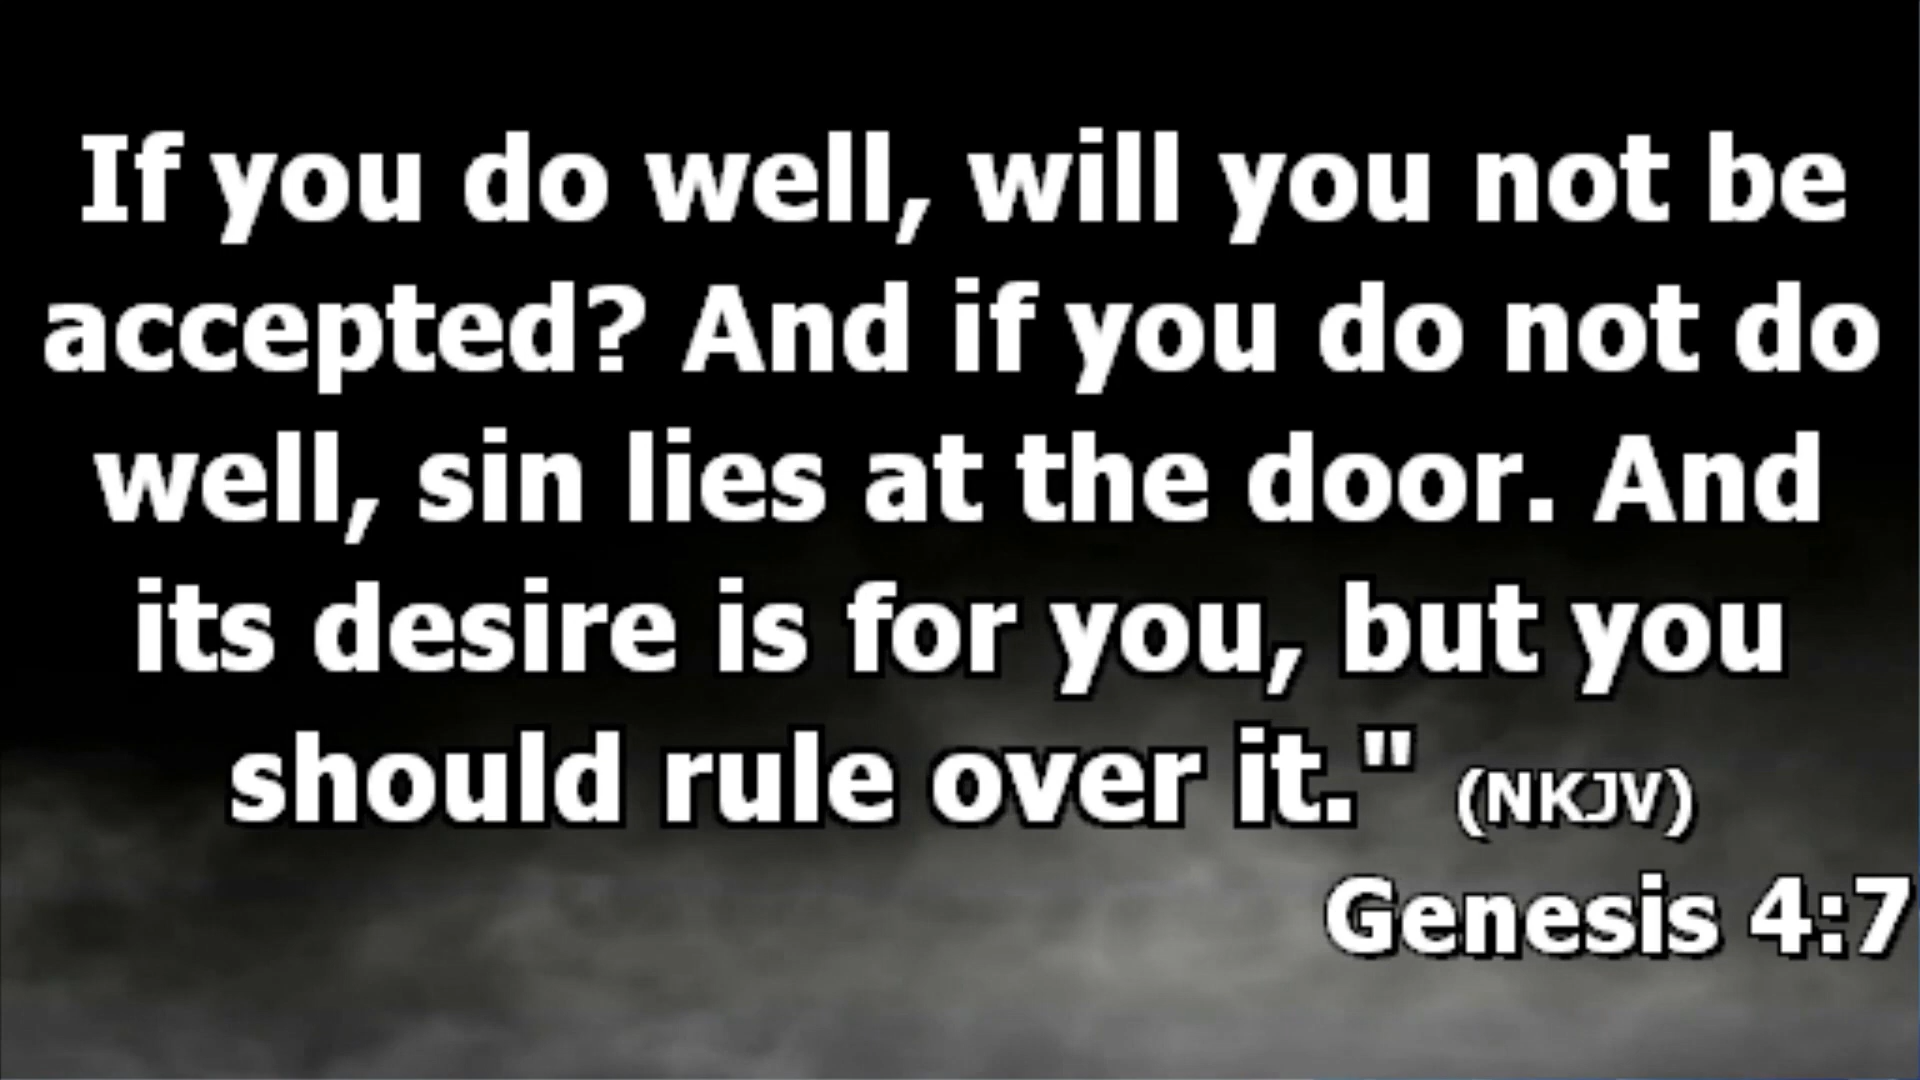 If you do well, will you not be
accepted? And if you do not do
well, sin lies at the door. And
its desire is for you, but you
should rule over it." (NKJV)
Genesis 4:7